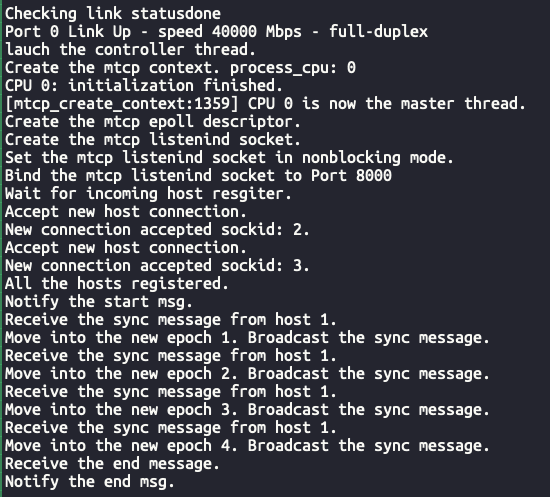 Checking link statusdone
Port 0 Link Up - speed 40000 Mbps - full-duplex
lauch the controller thread.
Create the mtcp context. process_cpu: 0
CPU 0: initialization finished.
[mtcp_create_context:1359] CPU 0 is now the master thread.
Create the mtcp epoll descriptor.
Create the mtcp listenind socket.
Set the mtcp listenind socket in nonblocking mode.
Bind the mtcp listenind socket to Port 8000
Wait for incoming host resgiter.
Accept new host connection.
New connection accepted sockid: 2.
Accept new host connection.
New connection accepted sockid: 3.
All the hosts registered.
Notify the start msg.
Receive the sync message from host 1.
Move into the new epoch 1. Broadcast the sync message.
Receive the sync message from host 1.
Move into the new epoch 2. Broadcast the sync message.
Receive the sync message from host 1.
Move into the new epoch 3. Broadcast the sync message.
Receive the sync message from host 1.
Move into the new epoch 4. Broadcast the sync message.
Receive the end message.
Notify the end msg.